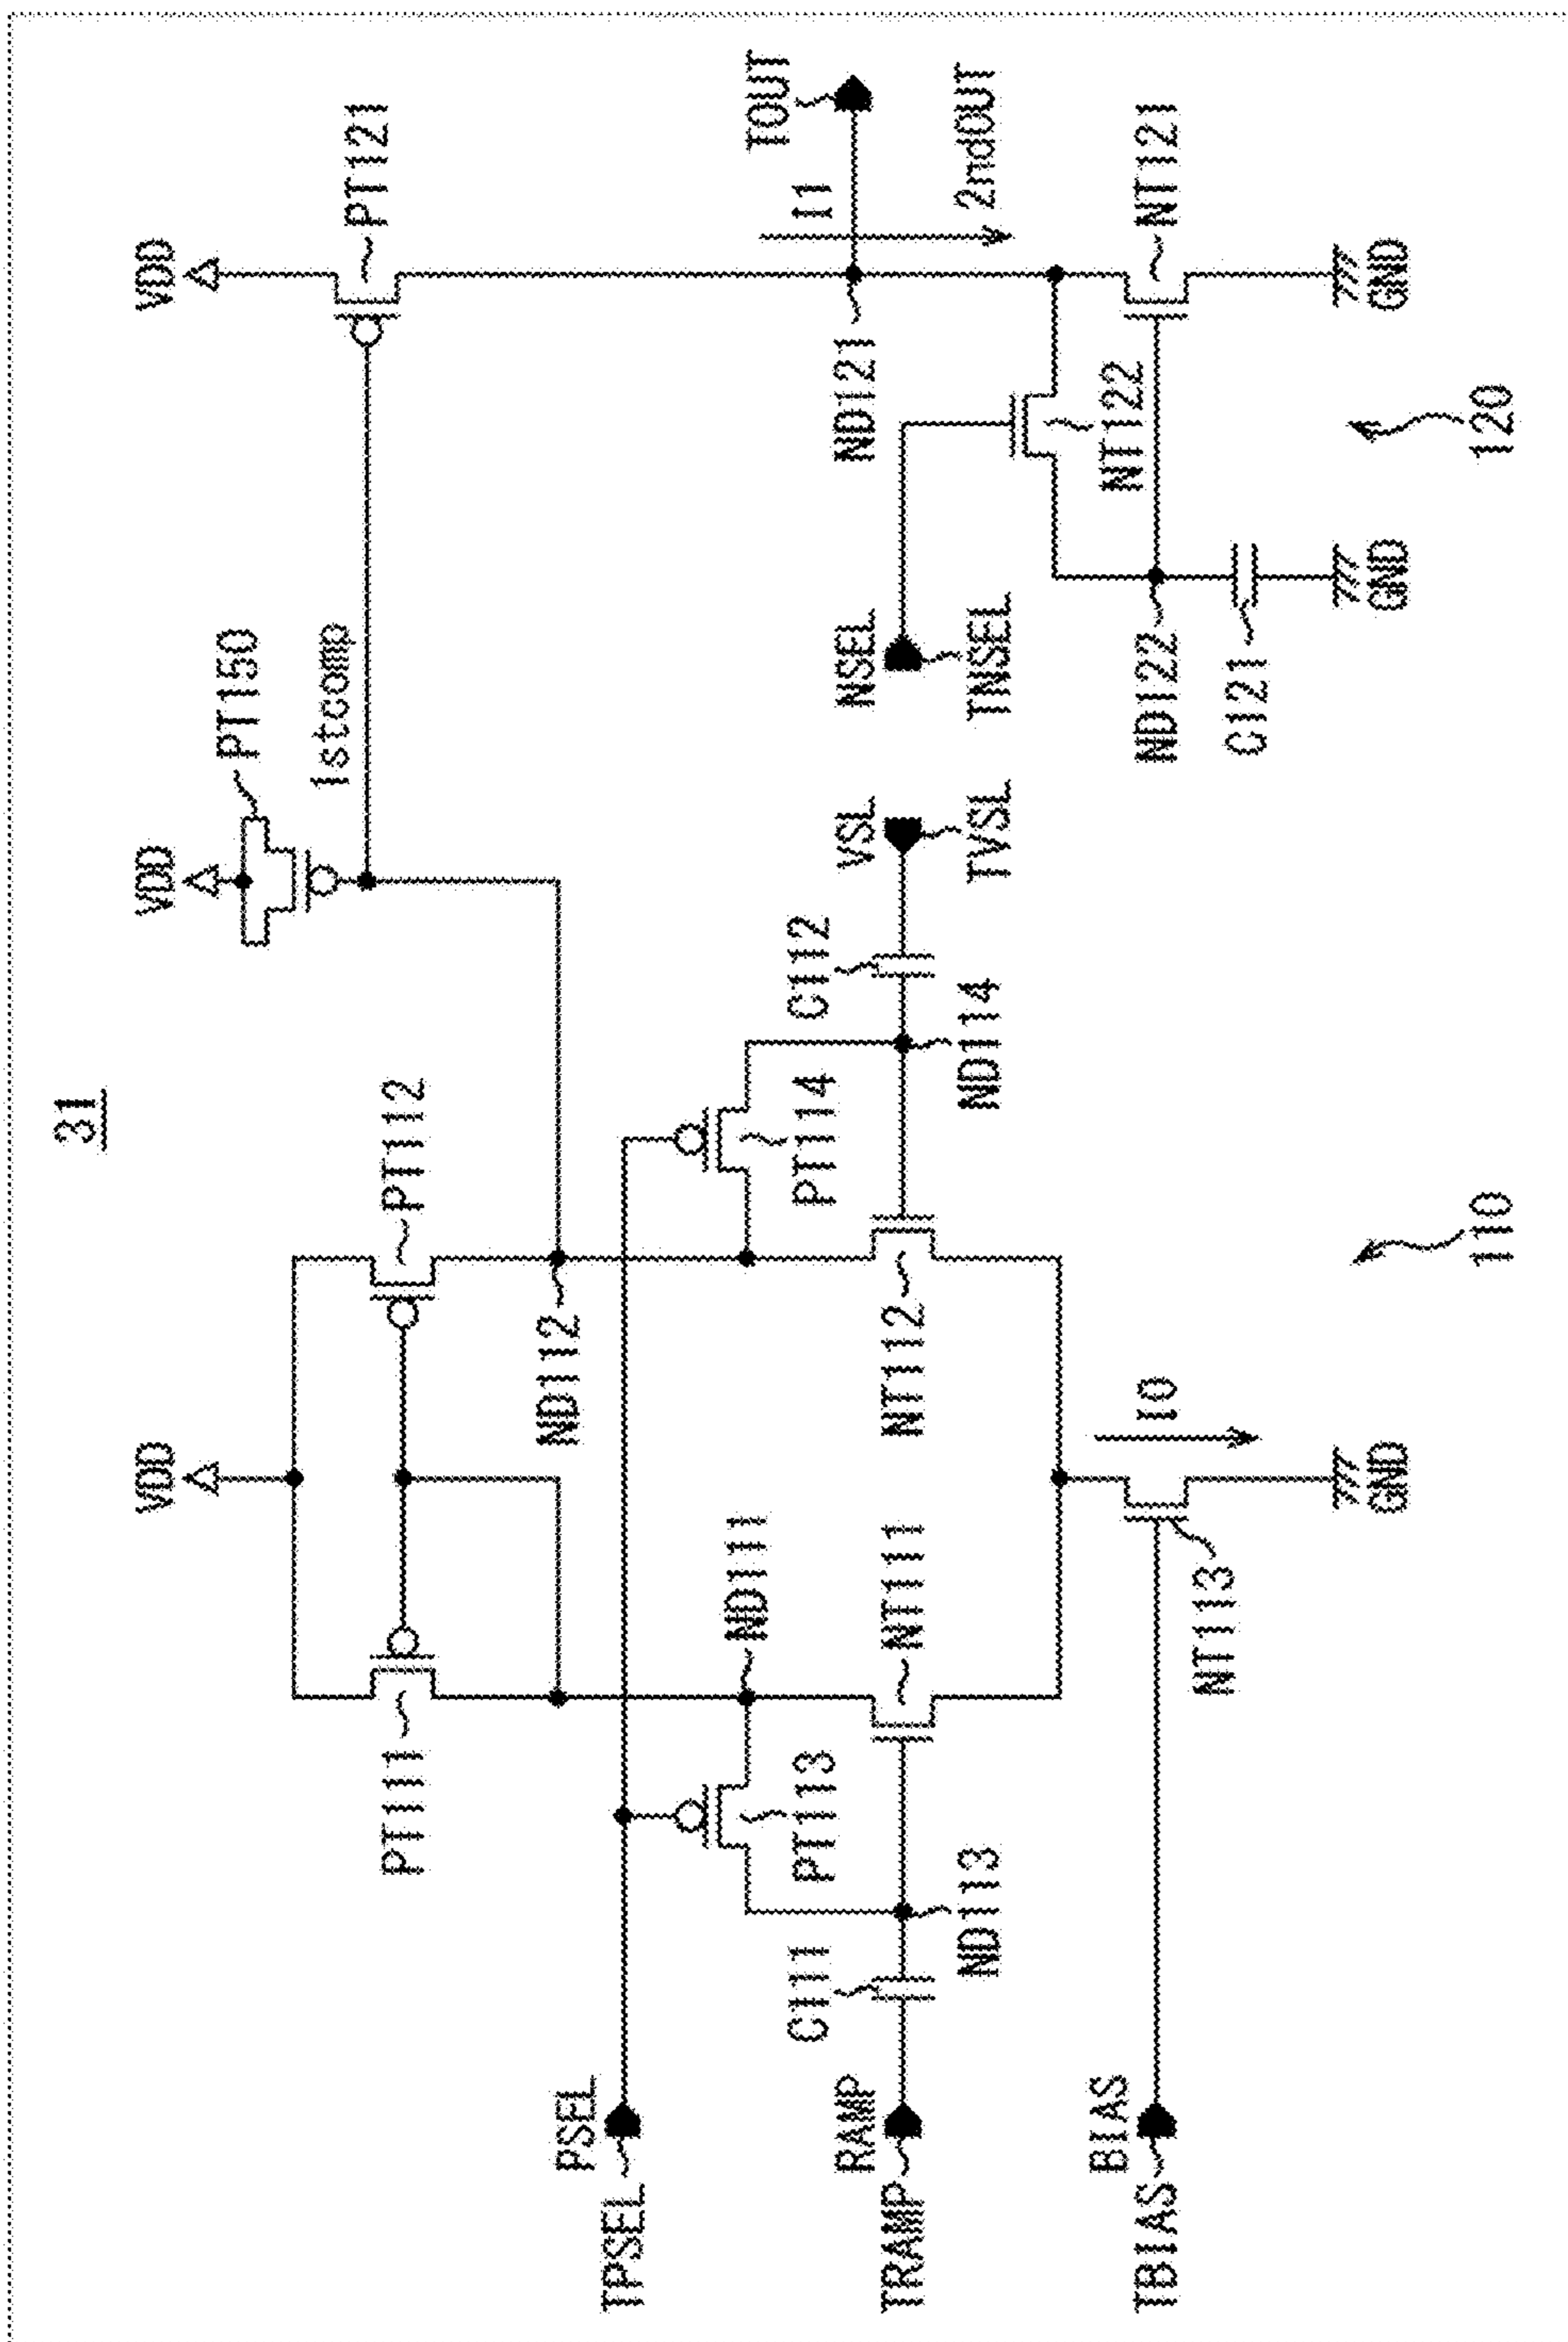 31
VDD
VDD
VDD
PT150
PT111
PT112
PT121
1stcomp
PSEL
TPSEL
ND112
ND111
PT113
PT114
C111
C112
I1
TOUT
RAMP
TRAMP
ND113
NT111
NT112
ND114
VSL
TVSL
NSEL
TNSEL
ND121
2ndOUT
NT122
BIAS
TBIAS
NT113
I0
ND122
C121
NT121
GND
GND
GND
110
120